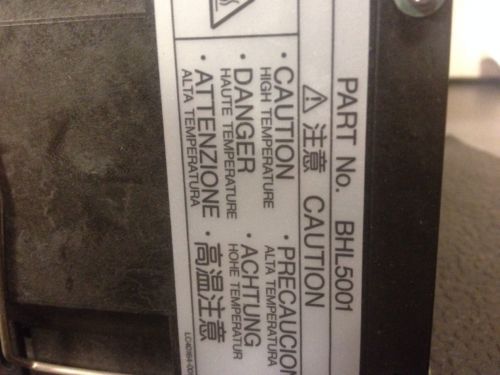 PART No. BHL5001
⚠ 注意 CAUTION
・CAUTION
HIGH TEMPERATURE
・PRECAUCION
ALTA TEMPERATURA
・DANGER
HAUTE TEMPERATURE
・ACHTUNG
HOHE TEMPERATUR
・ATTENZIONE
ALTA TEMPERATURA
・高温注意